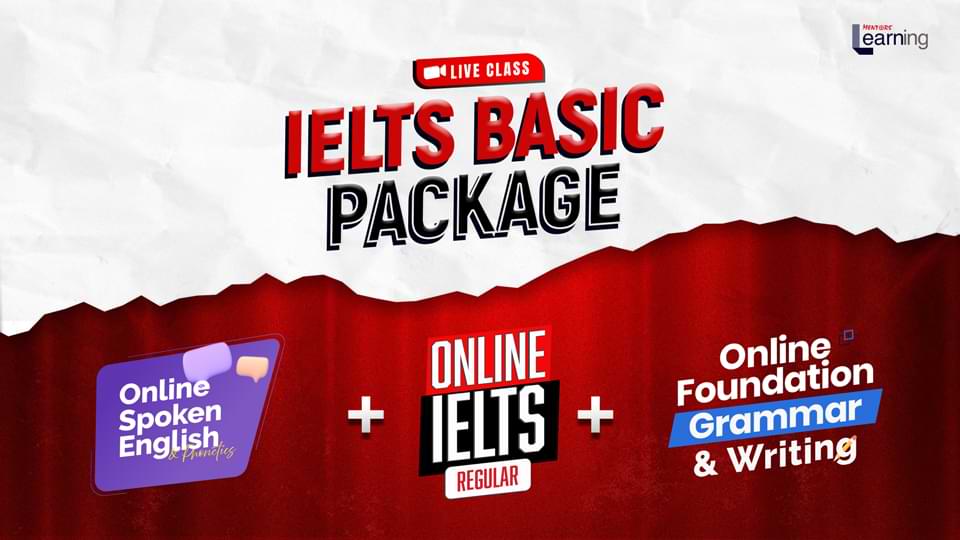 MENTORS
Learning
LIVE CLASS
IELTS BASIC
PACKAGE
Online
Spoken
English
& Phonetics
+
ONLINE
IELTS
REGULAR
+
Online
Foundation
Grammar
& Writing